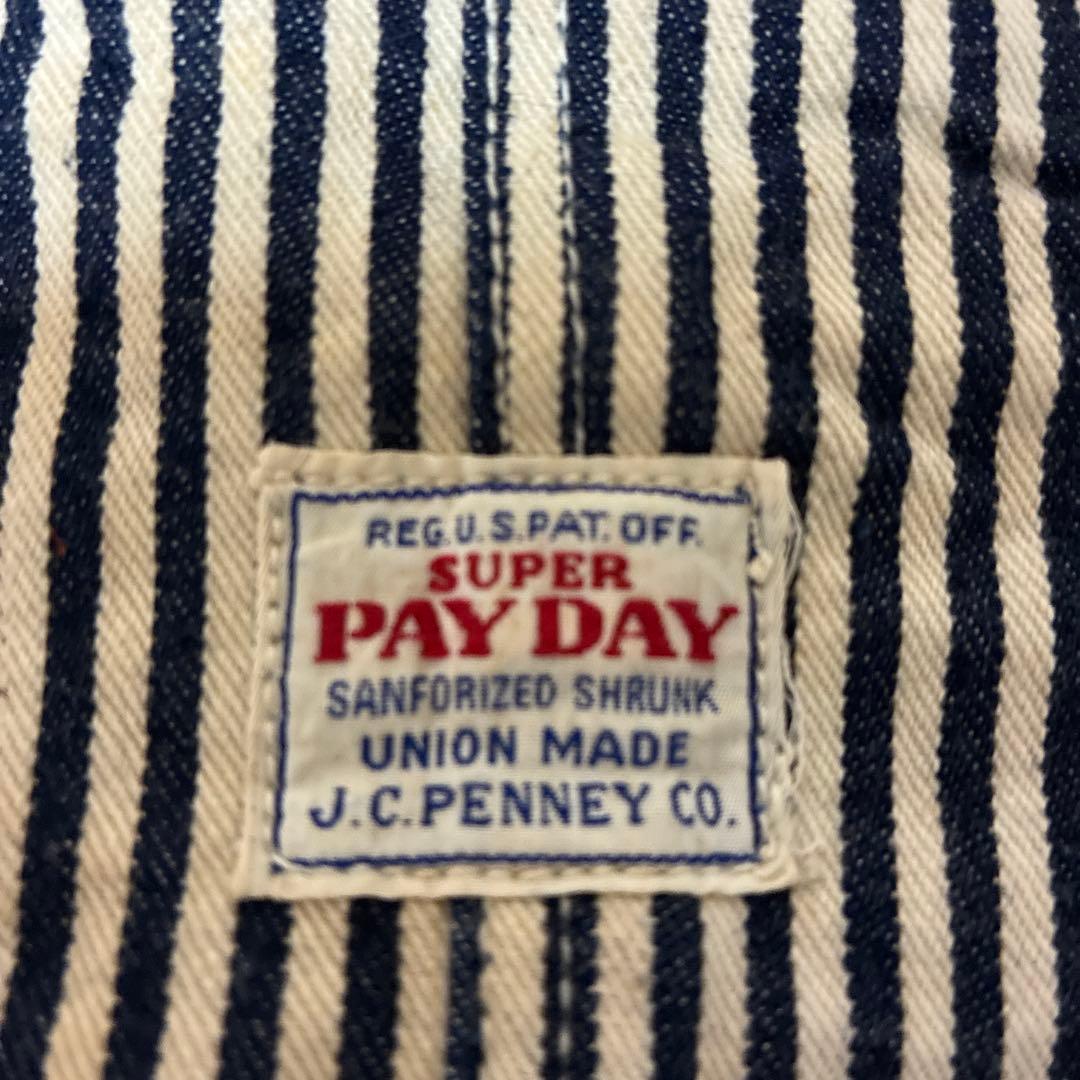 REG.U.S.PAT.OFF.
SUPER
PAY DAY
SANFORIZED SHRUNK
UNION MADE
J.C.PENNEY CO.